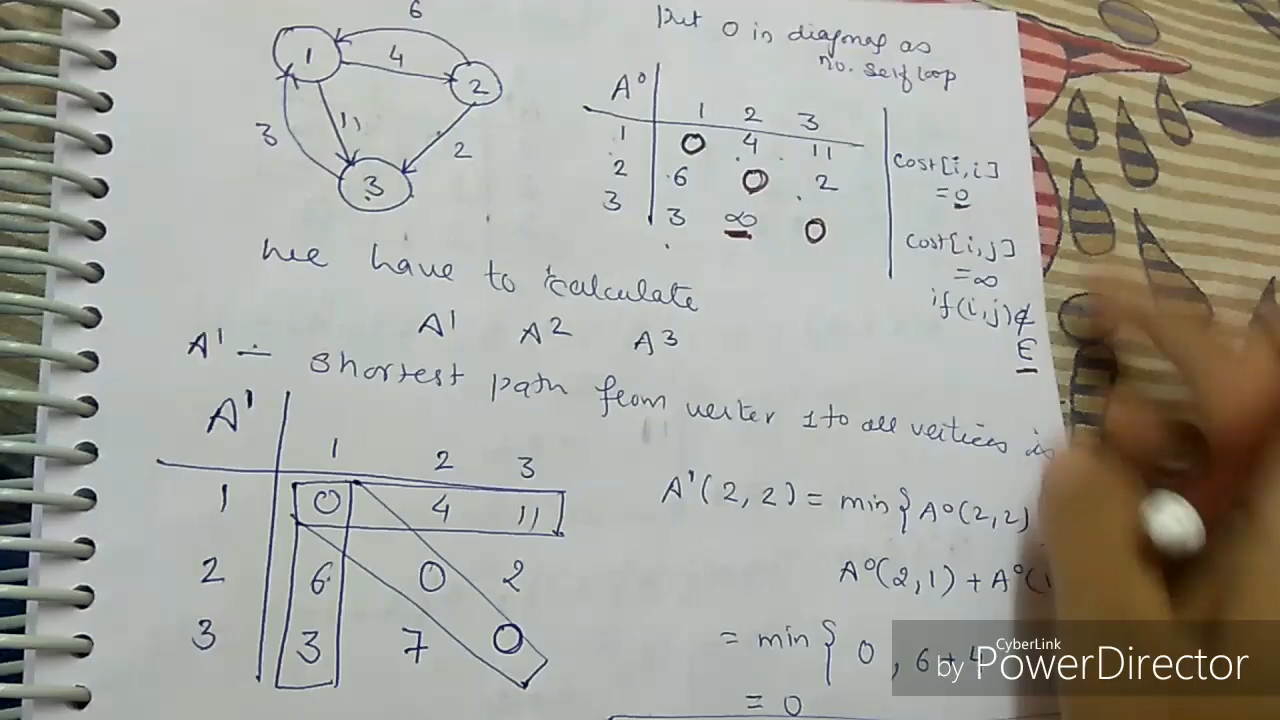 6
1
4
2
11
3
2
3
Put 0 in diagonal as
no. self loop
A⁰ 1 2 3
1 0 4 11
2 6 0 2
3 3 ∞ 0
cost[i,i]
= 0
cost[i,j]
= ∞
if(i,j)∉
E
we have to calculate
A¹ A² A³
A¹ ÷ shortest path from verter 1 to all vertices is
A¹ 1 2 3
1 0 4 11
2 6 0 2
3 3 7 0
A¹(2,2) = min{ A⁰(2,2)
A⁰(2,1) + A⁰(1
= min { 0, 6+4
= 0
CyberLink
by PowerDirector